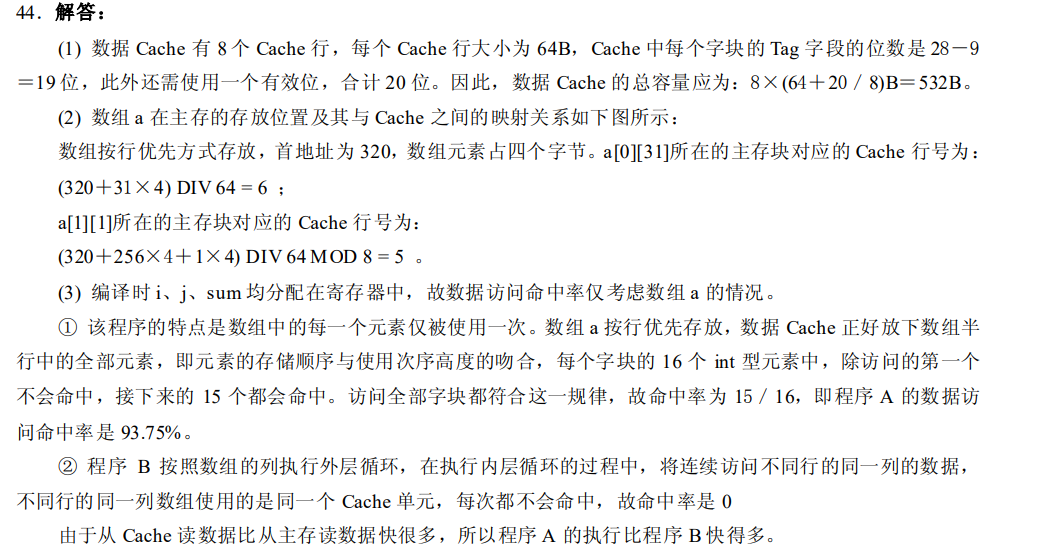 44．解答：
(1) 数据 Cache 有 8 个 Cache 行，每个 Cache 行大小为 64B，Cache 中每个字块的 Tag 字段的位数是 28－9
＝19 位，此外还需使用一个有效位，合计 20 位。因此，数据 Cache 的总容量应为：8×(64＋20／8)B＝532B。
(2) 数组 a 在主存的存放位置及其与 Cache 之间的映射关系如下图所示：
数组按行优先方式存放，首地址为 320，数组元素占四个字节。a[0][31]所在的主存块对应的 Cache 行号为：
(320＋31×4) DIV 64 = 6 ；
a[1][1]所在的主存块对应的 Cache 行号为：
(320＋256×4＋1×4) DIV 64 MOD 8 = 5 。
(3) 编译时 i、j、sum 均分配在寄存器中，故数据访问命中率仅考虑数组 a 的情况。
① 该程序的特点是数组中的每一个元素仅被使用一次。数组 a 按行优先存放，数据 Cache 正好放下数组半
行中的全部元素，即元素的存储顺序与使用次序高度的吻合，每个字块的 16 个 int 型元素中，除访问的第一个
不会命中，接下来的 15 个都会命中。访问全部字块都符合这一规律，故命中率为 15／16，即程序 A 的数据访
问命中率是 93.75%。
② 程序 B 按照数组的列执行外层循环，在执行内层循环的过程中，将连续访问不同行的同一列的数据，
不同行的同一列数组使用的是同一个 Cache 单元，每次都不会命中，故命中率是 0
由于从 Cache 读数据比从主存读数据快很多，所以程序 A 的执行比程序 B 快得多。